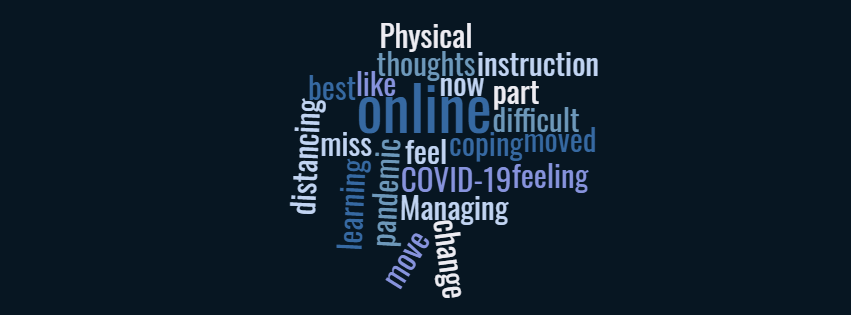 Physical
thoughts instruction
best like now part
online
difficult
distancing
miss feel coping moved
learning
pandemic
COVID-19 feeling
Managing
move
change